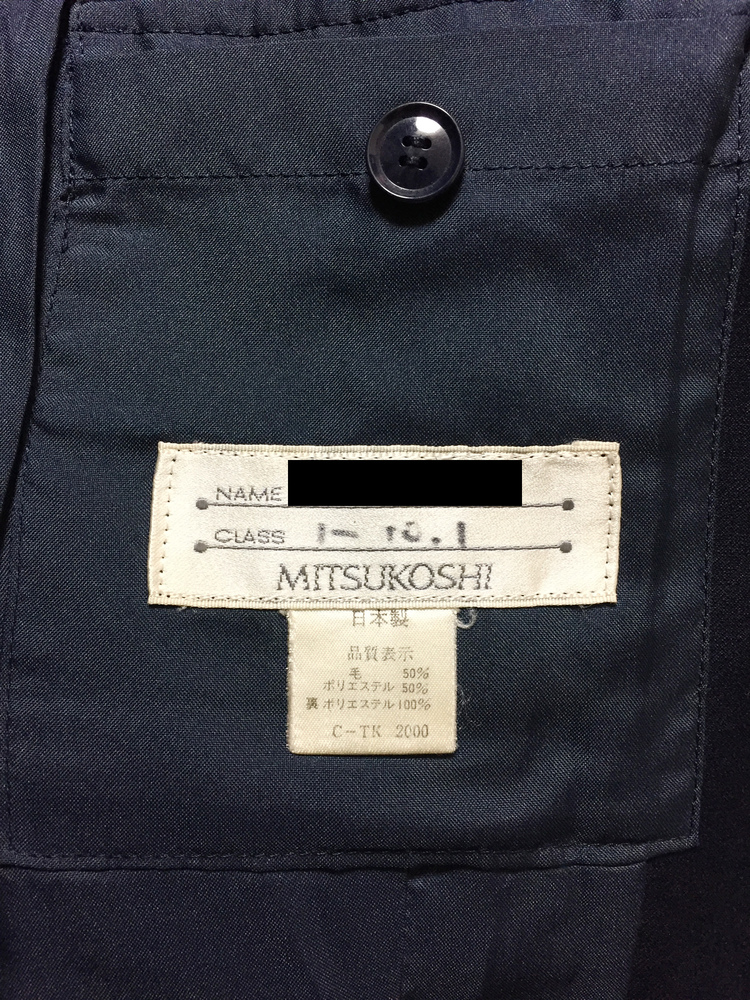 NAME
CLASS 1-10.1
MITSUKOSHI
日本製
品質表示
毛 50%
ポリエステル 50%
裏 ポリエステル 100%
C-TK 2000